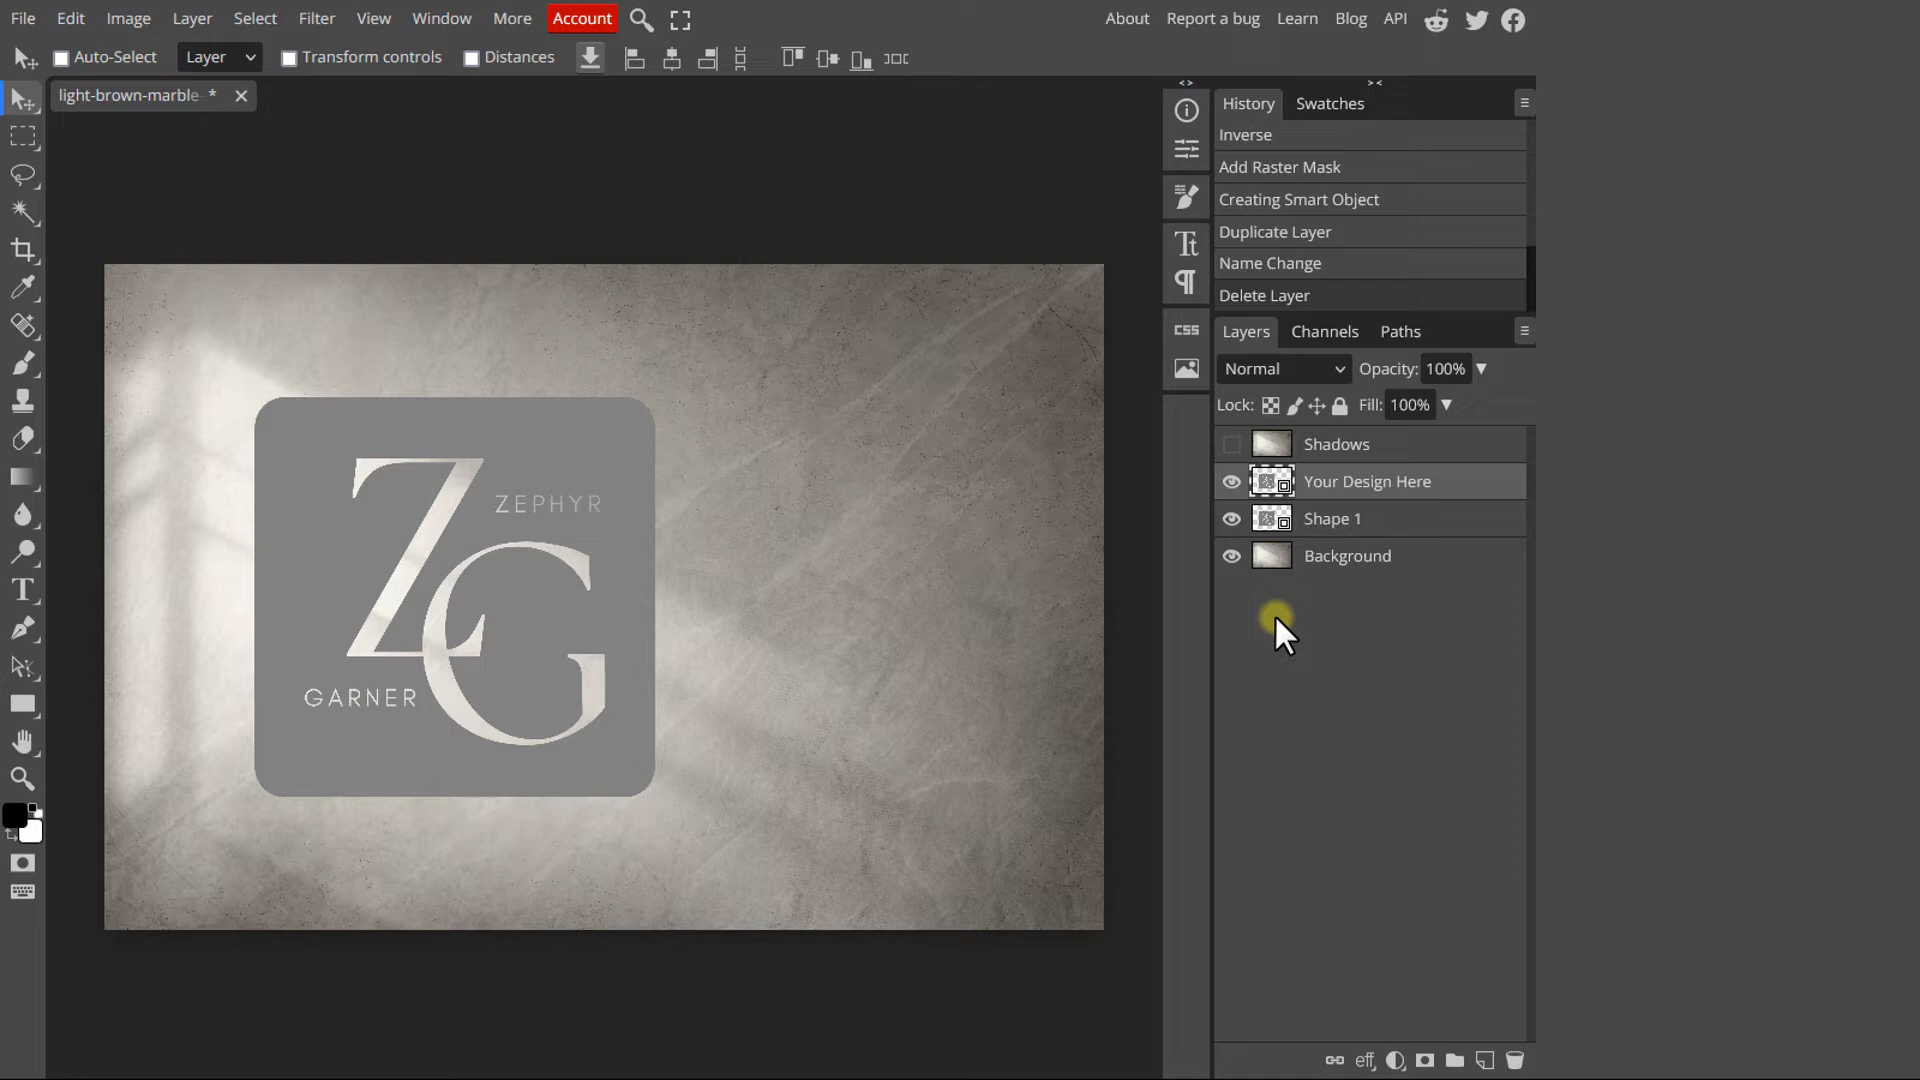 File Edit Image Layer Select Filter View Window More Account About Report a bug Learn Blog API
Auto-Select Layer Transform controls Distances
light-brown-marble- *
History Swatches
Inverse
Add Raster Mask
Creating Smart Object
Duplicate Layer
Name Change
Delete Layer
CSS
Layers Channels Paths
Normal Opacity: 100%
Lock: Fill: 100%
Shadows
Your Design Here
Shape 1
Background
eff
Z
ZEPHYR
G
GARNER